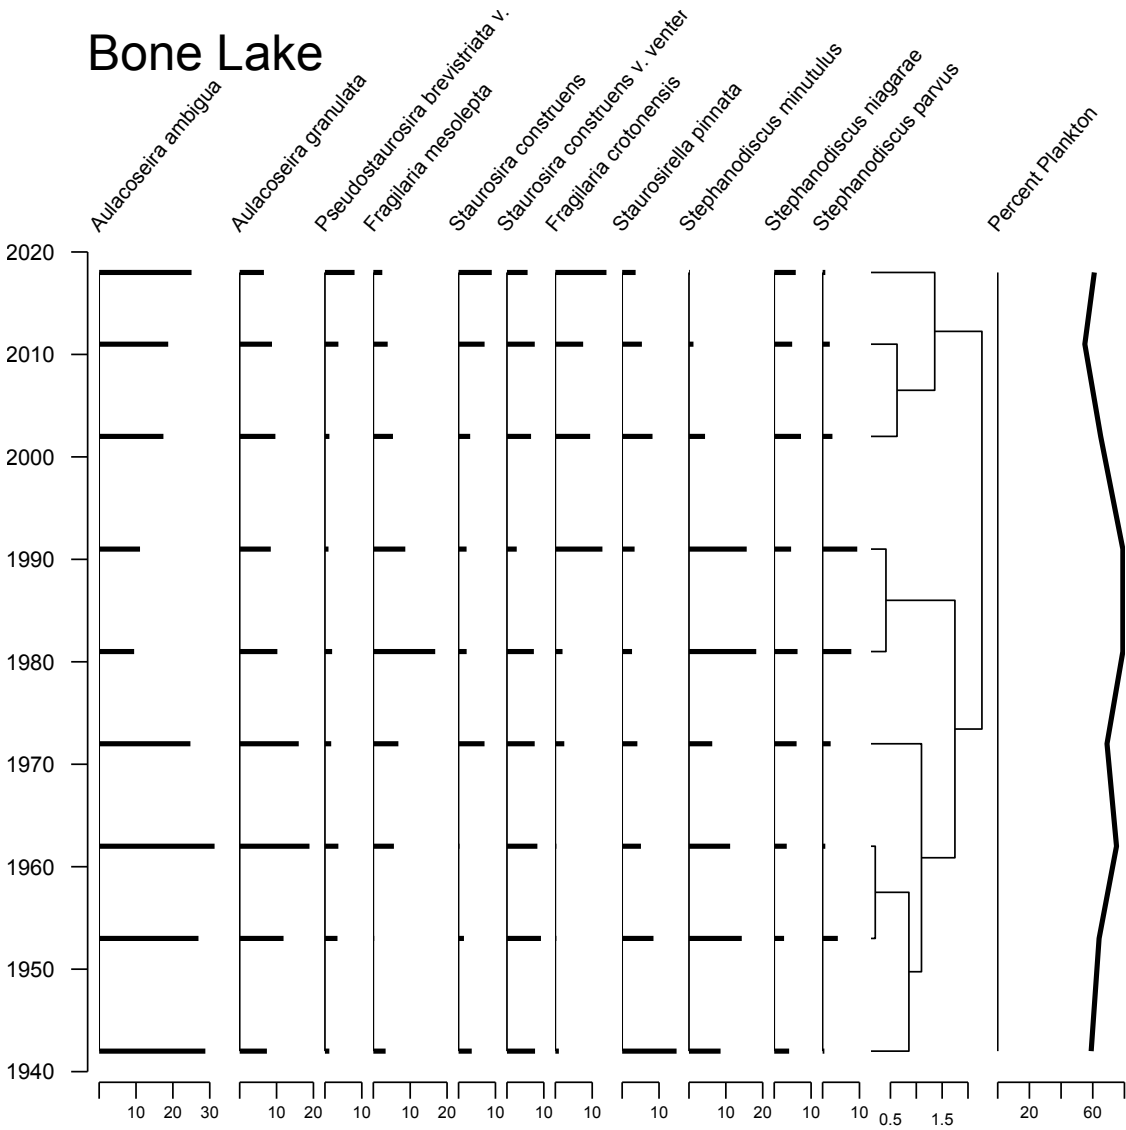 Bone Lake
Aulacoseira ambigua
Aulacoseira granulata
Pseudostaurosira brevistriata v.
Fragilaria mesolepta
Staurosira construens
Staurosira construens v. venter
Fragilaria crotonensis
Staurosirella pinnata
Stephanodiscus minutulus
Stephanodiscus niagarae
Stephanodiscus parvus
Percent Plankton
2020
2010
2000
1990
1980
1970
1960
1950
1940
10 20 30 10 20 10 10 20 10 10 10 10 10 20 10 10 0.5 1.5 20 60